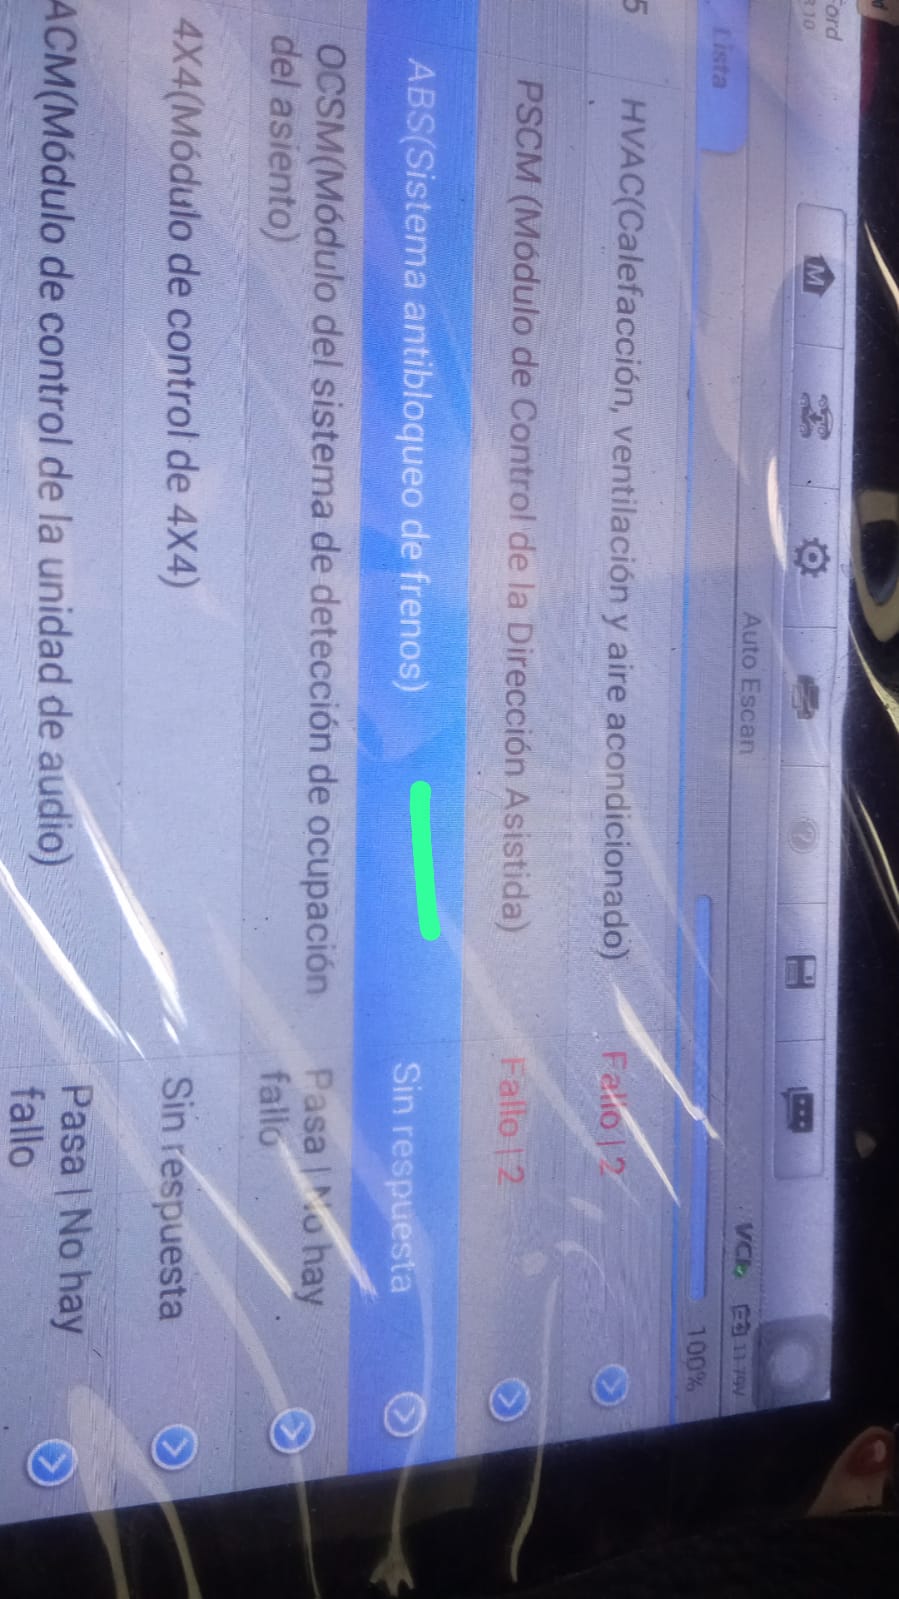 Ford
Auto Escan
VCI 11.79V
Lista
100%
HVAC(Calefacción, ventilación y aire acondicionado) Fallo | 2
PSCM (Módulo de Control de la Dirección Asistida) Fallo | 2
ABS(Sistema antibloqueo de frenos) Sin respuesta
OCSM(Módulo del sistema de detección de ocupación
del asiento)
Pasa | No hay
fallo
4X4(Módulo de control de 4X4) Sin respuesta
ACM(Módulo de control de la unidad de audio)
Pasa | No hay
fallo